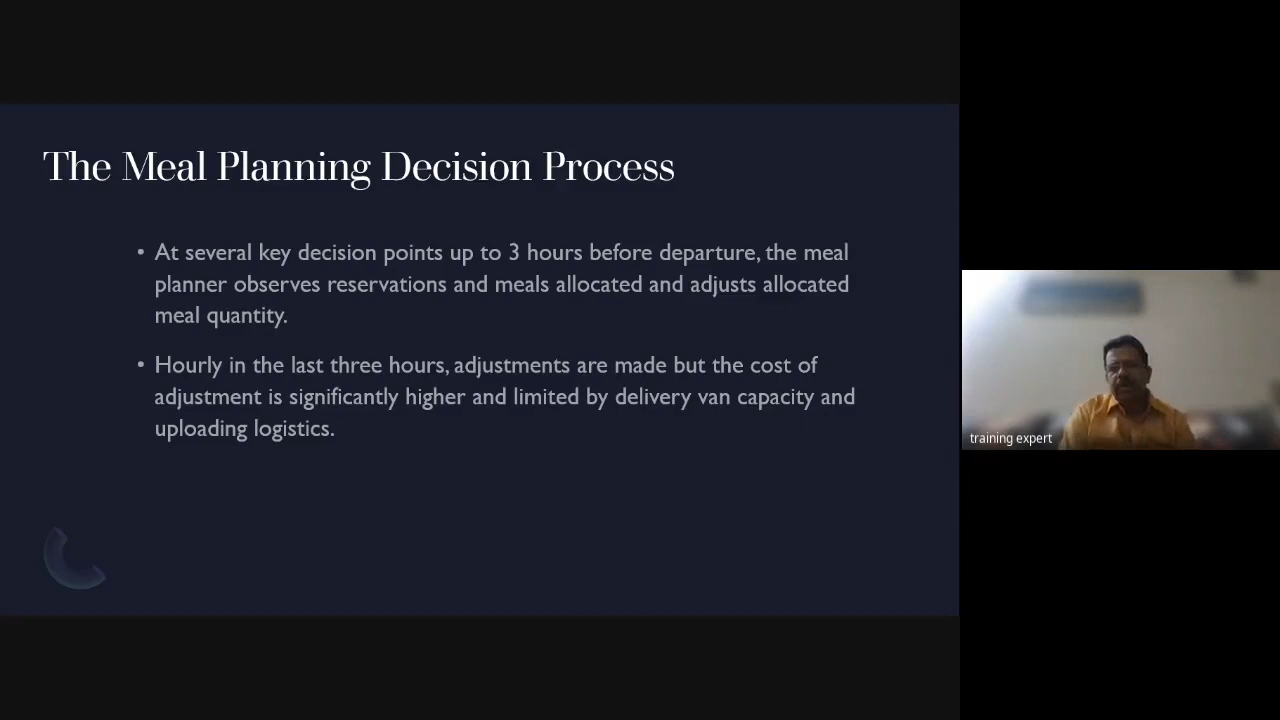 The Meal Planning Decision Process
• At several key decision points up to 3 hours before departure, the meal
planner observes reservations and meals allocated and adjusts allocated
meal quantity.
• Hourly in the last three hours, adjustments are made but the cost of
adjustment is significantly higher and limited by delivery van capacity and
uploading logistics.
training expert